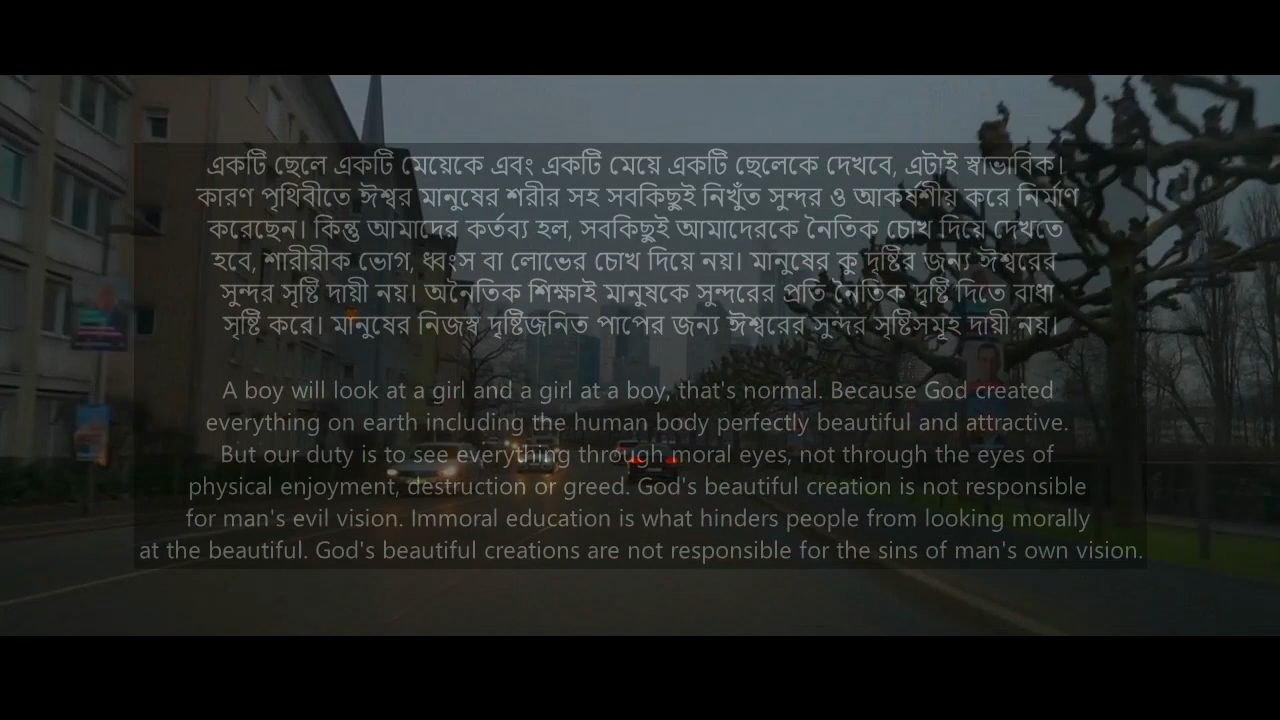 একটি ছেলে একটি মেয়েকে এবং একটি মেয়ে একটি ছেলেকে দেখবে, এটাই স্বাভাবিক।
কারণ পৃথিবীতে ঈশ্বর মানুষের শরীর সহ সবকিছুই নিখুঁত সুন্দর ও আকর্ষণীয় করে নির্মাণ
করেছেন। কিন্তু আমাদের কর্তব্য হল, সবকিছুই আমাদেরকে নৈতিক চোখ দিয়ে দেখতে
হবে, শারীরীক ভোগ, ধ্বংস বা লোভের চোখ দিয়ে নয়। মানুষের কু দৃষ্টির জন্য ঈশ্বরের
সুন্দর সৃষ্টি দায়ী নয়। অনৈতিক শিক্ষাই মানুষকে সুন্দরের প্রতি নৈতিক দৃষ্টি দিতে বাধা
সৃষ্টি করে। মানুষের নিজস্ব দৃষ্টিজনিত পাপের জন্য ঈশ্বরের সুন্দর সৃষ্টিসমূহ দায়ী নয়।
A boy will look at a girl and a girl at a boy, that's normal. Because God created
everything on earth including the human body perfectly beautiful and attractive.
But our duty is to see everything through moral eyes, not through the eyes of
physical enjoyment, destruction or greed. God's beautiful creation is not responsible
for man's evil vision. Immoral education is what hinders people from looking morally
at the beautiful. God's beautiful creations are not responsible for the sins of man's own vision.